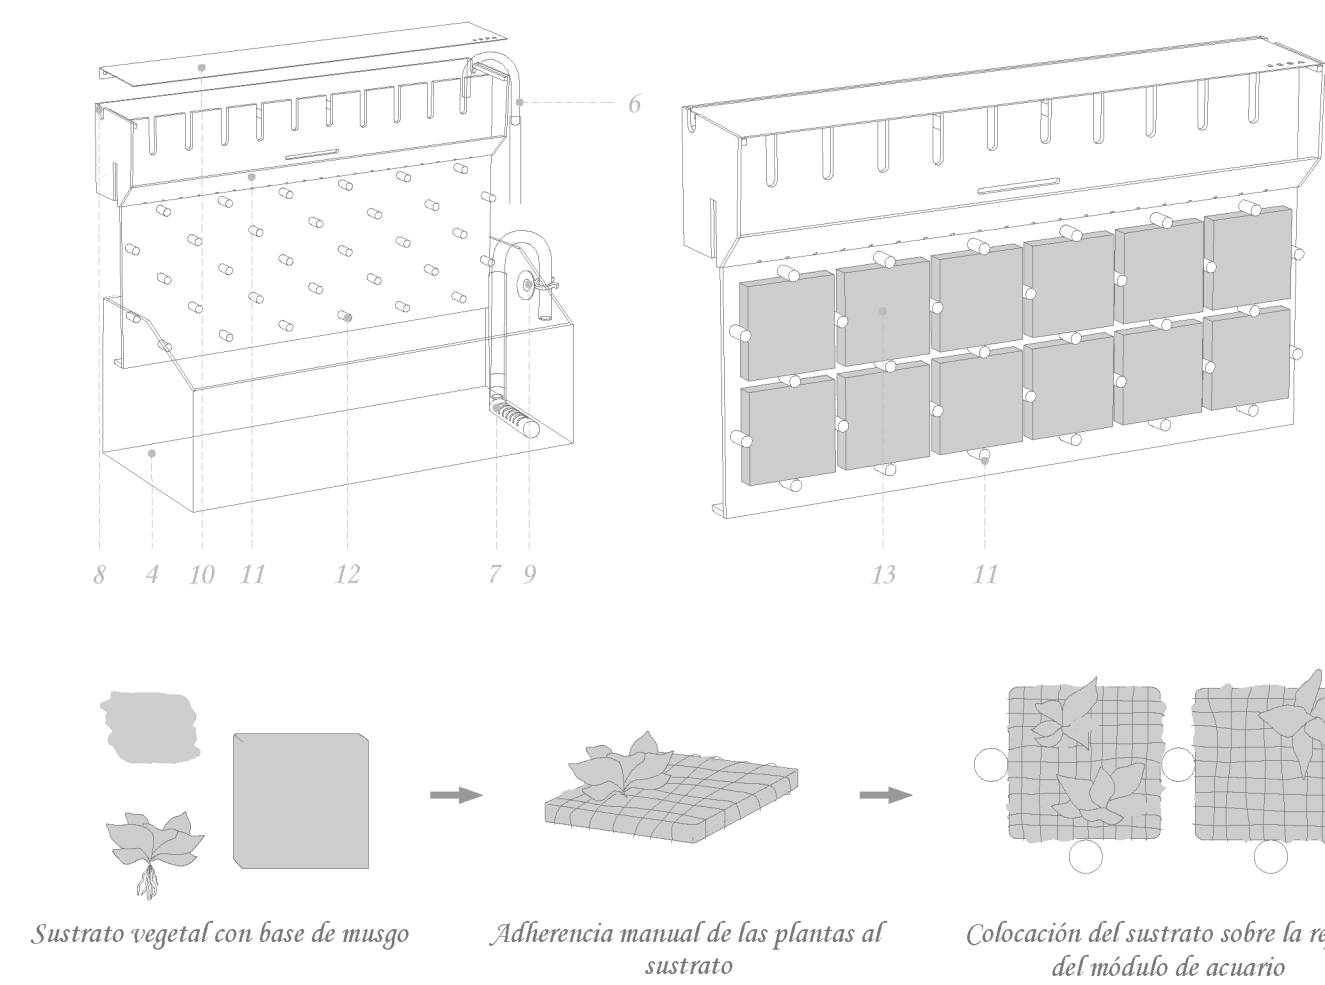 6
8 4 10 11 12 7 9
13 11
Sustrato vegetal con base de musgo
Adherencia manual de las plantas al
sustrato
Colocación del sustrato sobre la
del módulo de acuario